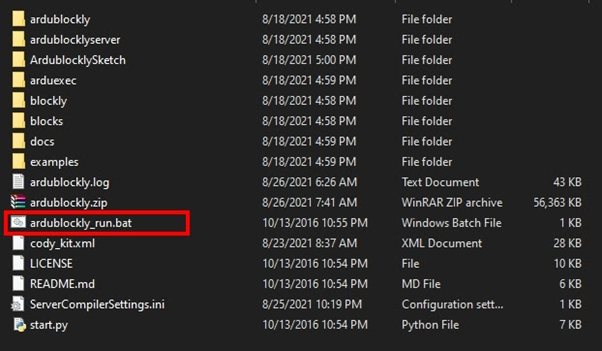 ardublockly 8/18/2021 4:58 PM File folder
ardublocklyserver 8/18/2021 4:58 PM File folder
ArdublocklySketch 8/18/2021 5:00 PM File folder
arduexec 8/18/2021 4:59 PM File folder
blockly 8/18/2021 4:58 PM File folder
blocks 8/18/2021 4:58 PM File folder
docs 8/18/2021 4:59 PM File folder
examples 8/18/2021 4:59 PM File folder
ardublockly.log 8/26/2021 6:26 AM Text Document 43 KB
ardublockly.zip 8/26/2021 7:41 AM WinRAR ZIP archive 56,363 KB
ardublockly_run.bat 10/13/2016 10:55 PM Windows Batch File 1 KB
cody_kit.xml 8/23/2021 8:37 AM XML Document 28 KB
LICENSE 10/13/2016 10:54 PM File 10 KB
README.md 10/13/2016 10:54 PM MD File 6 KB
ServerCompilerSettings.ini 8/25/2021 10:19 PM Configuration sett... 1 KB
start.py 10/13/2016 10:54 PM Python File 7 KB